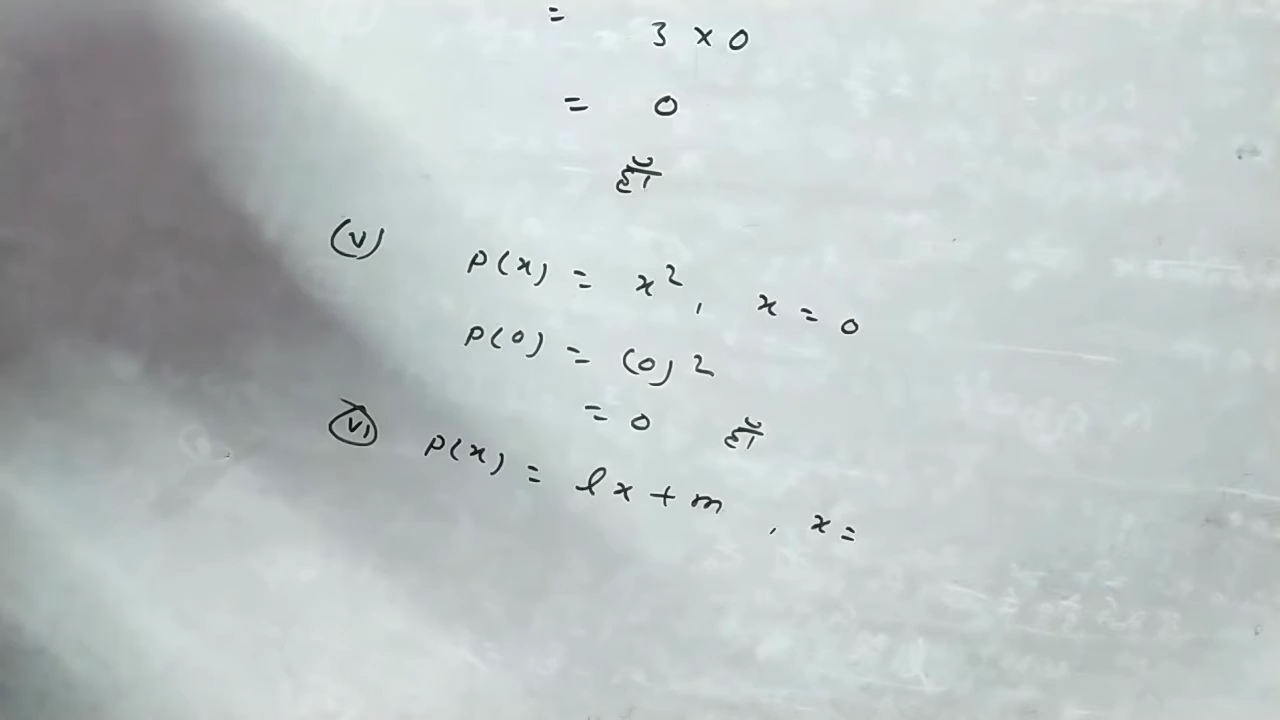 = 3 × 0
= 0
हाँ
(v) P(x) = x², x = 0
P(0) = (0)²
= 0 हाँ
(vi) P(x) = lx + m, x =